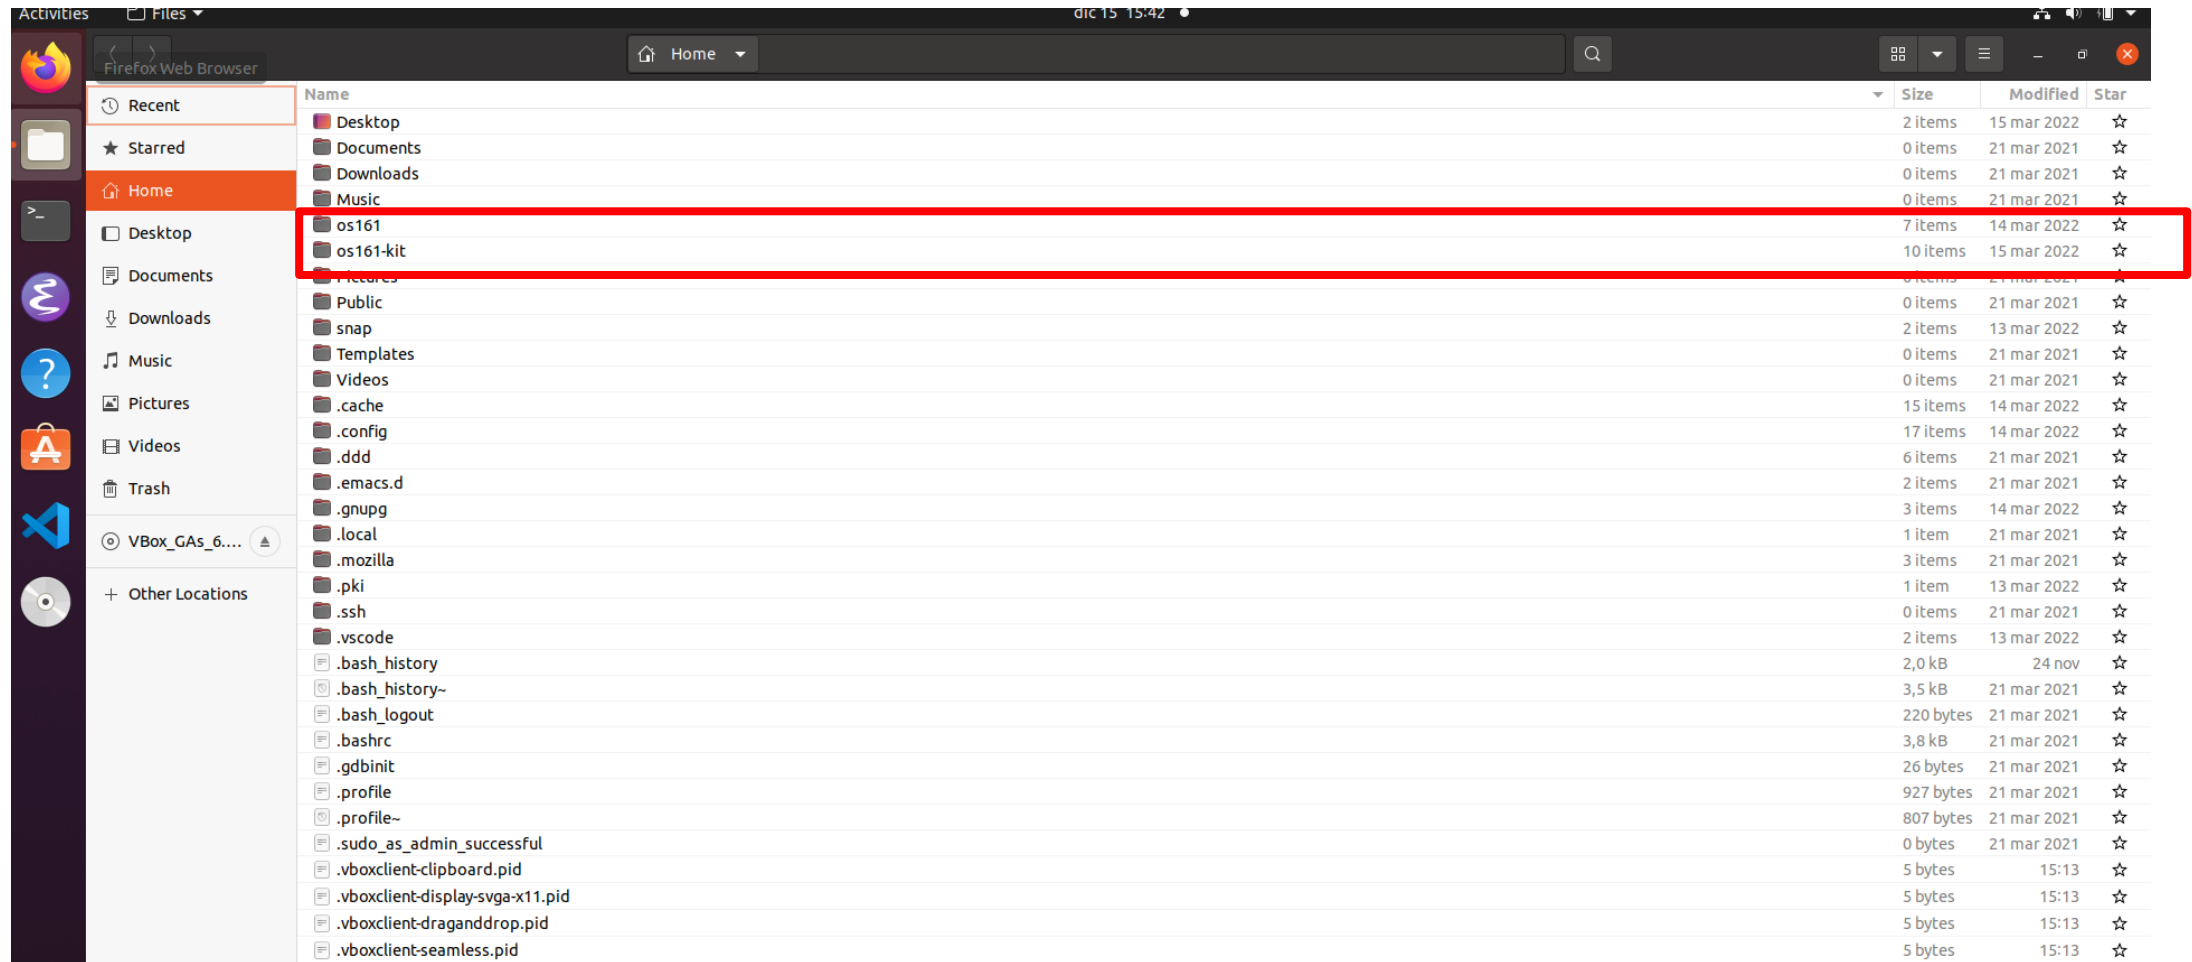 Activities Files dic 15 15:42
Home
Firefox Web Browser
Recent
Starred
Home
Desktop
Documents
Downloads
Music
Pictures
Videos
Trash
VBox_GAs_6....
Other Locations
Name Size Modified Star
Desktop 2 items 15 mar 2022
Documents 0 items 21 mar 2021
Downloads 0 items 21 mar 2021
Music 0 items 21 mar 2021
os161 7 items 14 mar 2022
os161-kit 10 items 15 mar 2022
Pictures 21 mar 2021
Public 0 items 21 mar 2021
snap 2 items 13 mar 2022
Templates 0 items 21 mar 2021
Videos 0 items 21 mar 2021
.cache 15 items 14 mar 2022
.config 17 items 14 mar 2022
.ddd 6 items 21 mar 2021
.emacs.d 2 items 21 mar 2021
.gnupg 3 items 14 mar 2022
.local 1 item 21 mar 2021
.mozilla 3 items 21 mar 2021
.pki 1 item 13 mar 2022
.ssh 0 items 21 mar 2021
.vscode 2 items 13 mar 2022
.bash_history 2,0 kB 24 nov
.bash_history~ 3,5 kB 21 mar 2021
.bash_logout 220 bytes 21 mar 2021
.bashrc 3,8 kB 21 mar 2021
.gdbinit 26 bytes 21 mar 2021
.profile 927 bytes 21 mar 2021
.profile~ 807 bytes 21 mar 2021
.sudo_as_admin_successful 0 bytes 21 mar 2021
.vboxclient-clipboard.pid 5 bytes 15:13
.vboxclient-display-svga-x11.pid 5 bytes 15:13
.vboxclient-draganddrop.pid 5 bytes 15:13
.vboxclient-seamless.pid 5 bytes 15:13